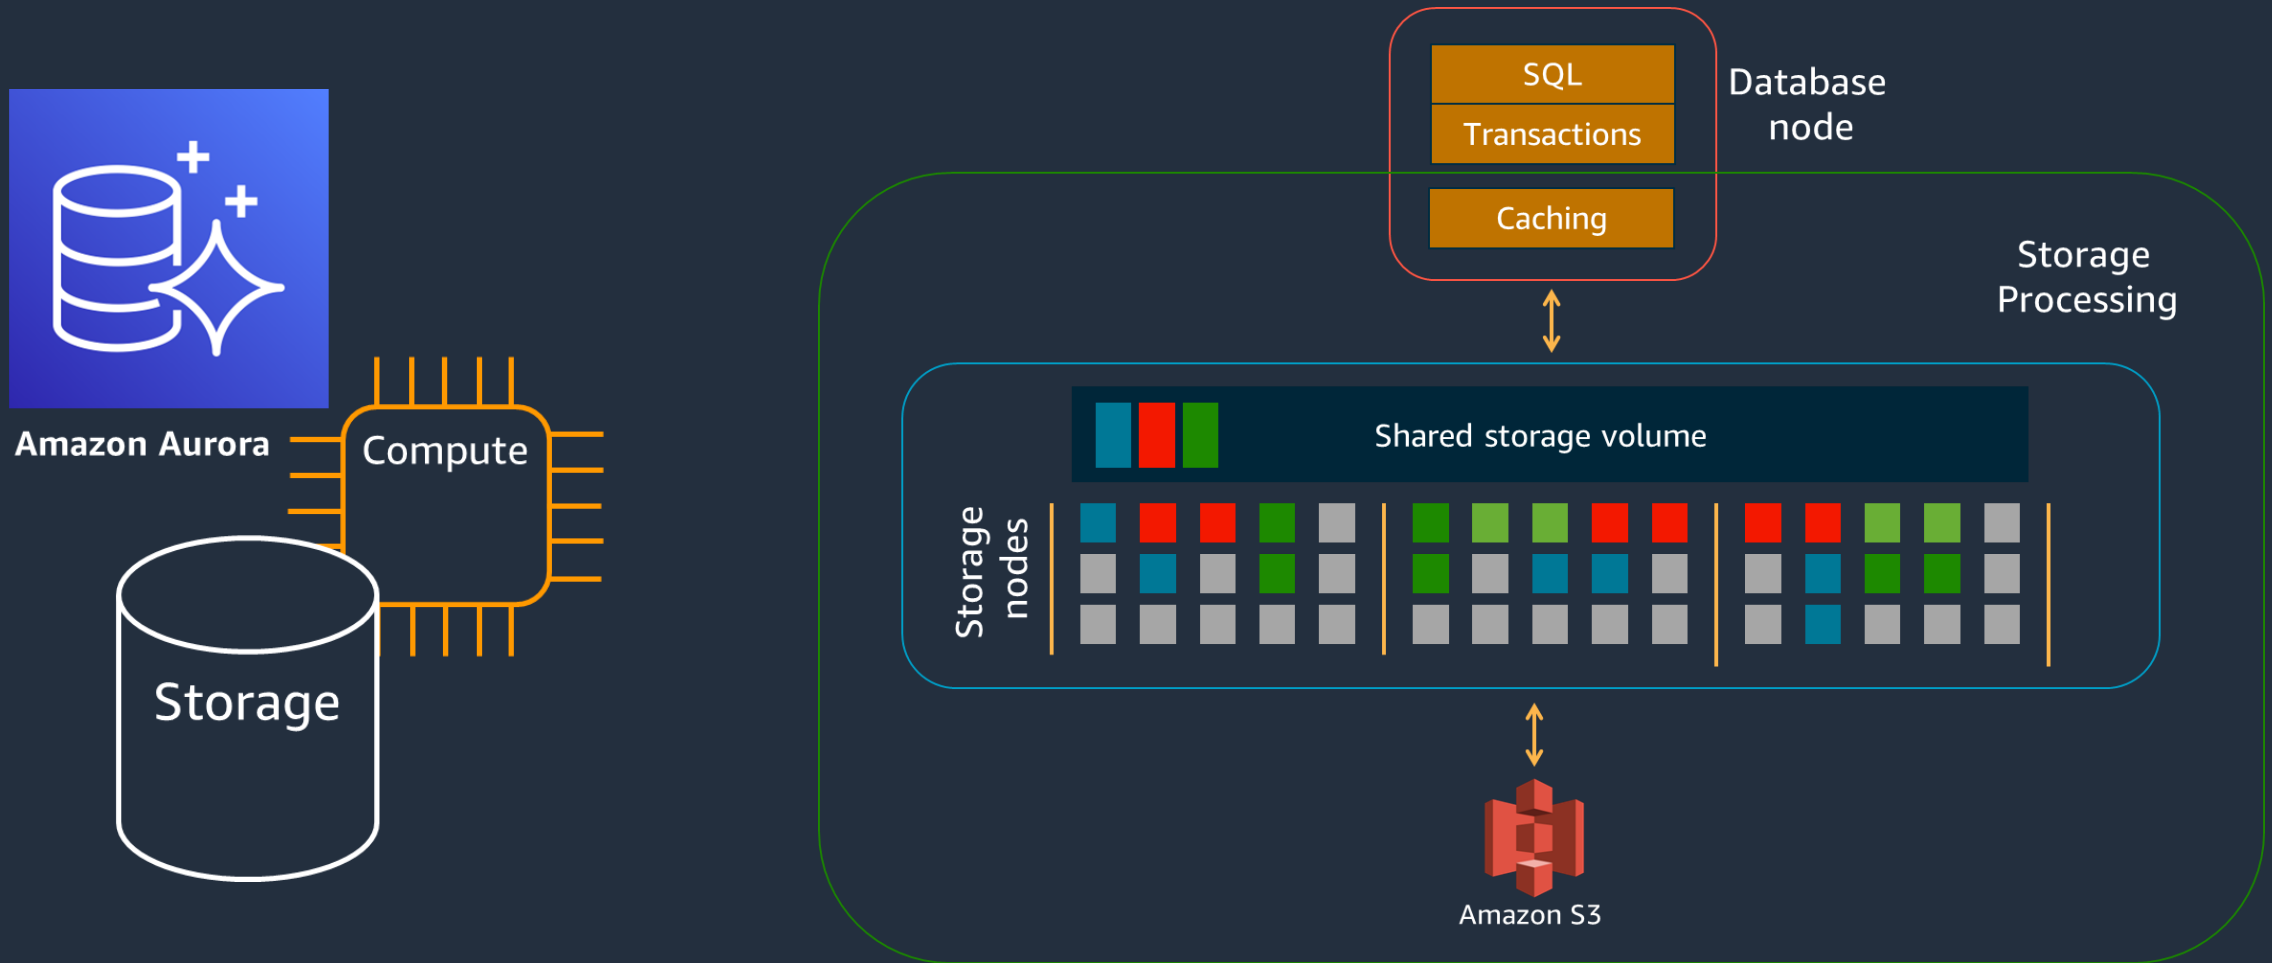 Amazon Aurora
Compute
Storage
SQL
Transactions
Caching
Database
node
Storage
Processing
Shared storage volume
Storage
nodes
Amazon S3